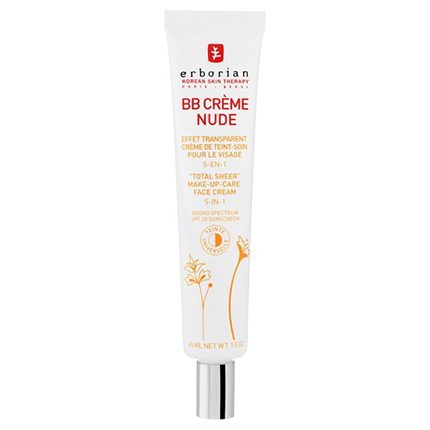 erborian
KOREAN SKIN THERAPY
PARIS - SEOUL
BB CRÈME
NUDE
EFFET TRANSPARENT
CRÈME DE TEINT-SOIN
POUR LE VISAGE
5-EN-1
"TOTAL SHEER"
MAKE-UP-CARE
FACE CREAM
5-IN-1
BROAD SPECTRUM
SPF 20 SUNSCREEN
TEINTE
UNIVERSELLE
45 ML NET WT. 1.5 OZ